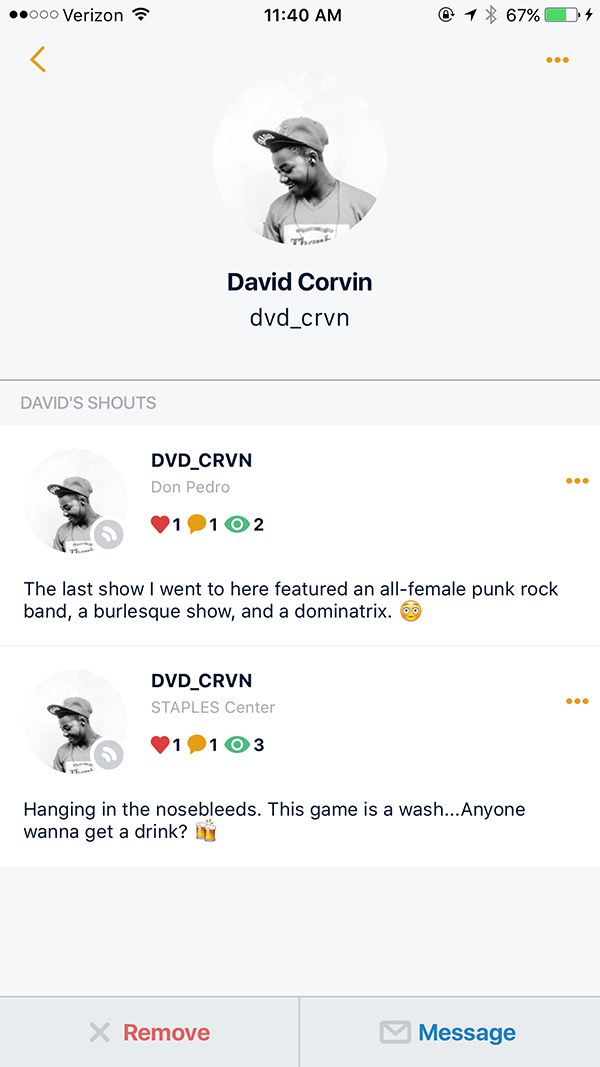 Verizon 11:40 AM 67%
David Corvin
dvd_crvn
DAVID'S SHOUTS
DVD_CRVN
Don Pedro
1 1 2
The last show I went to here featured an all-female punk rock
band, a burlesque show, and a dominatrix. 😳
DVD_CRVN
STAPLES Center
1 1 3
Hanging in the nosebleeds. This game is a wash...Anyone
wanna get a drink? 🍻
Remove Message